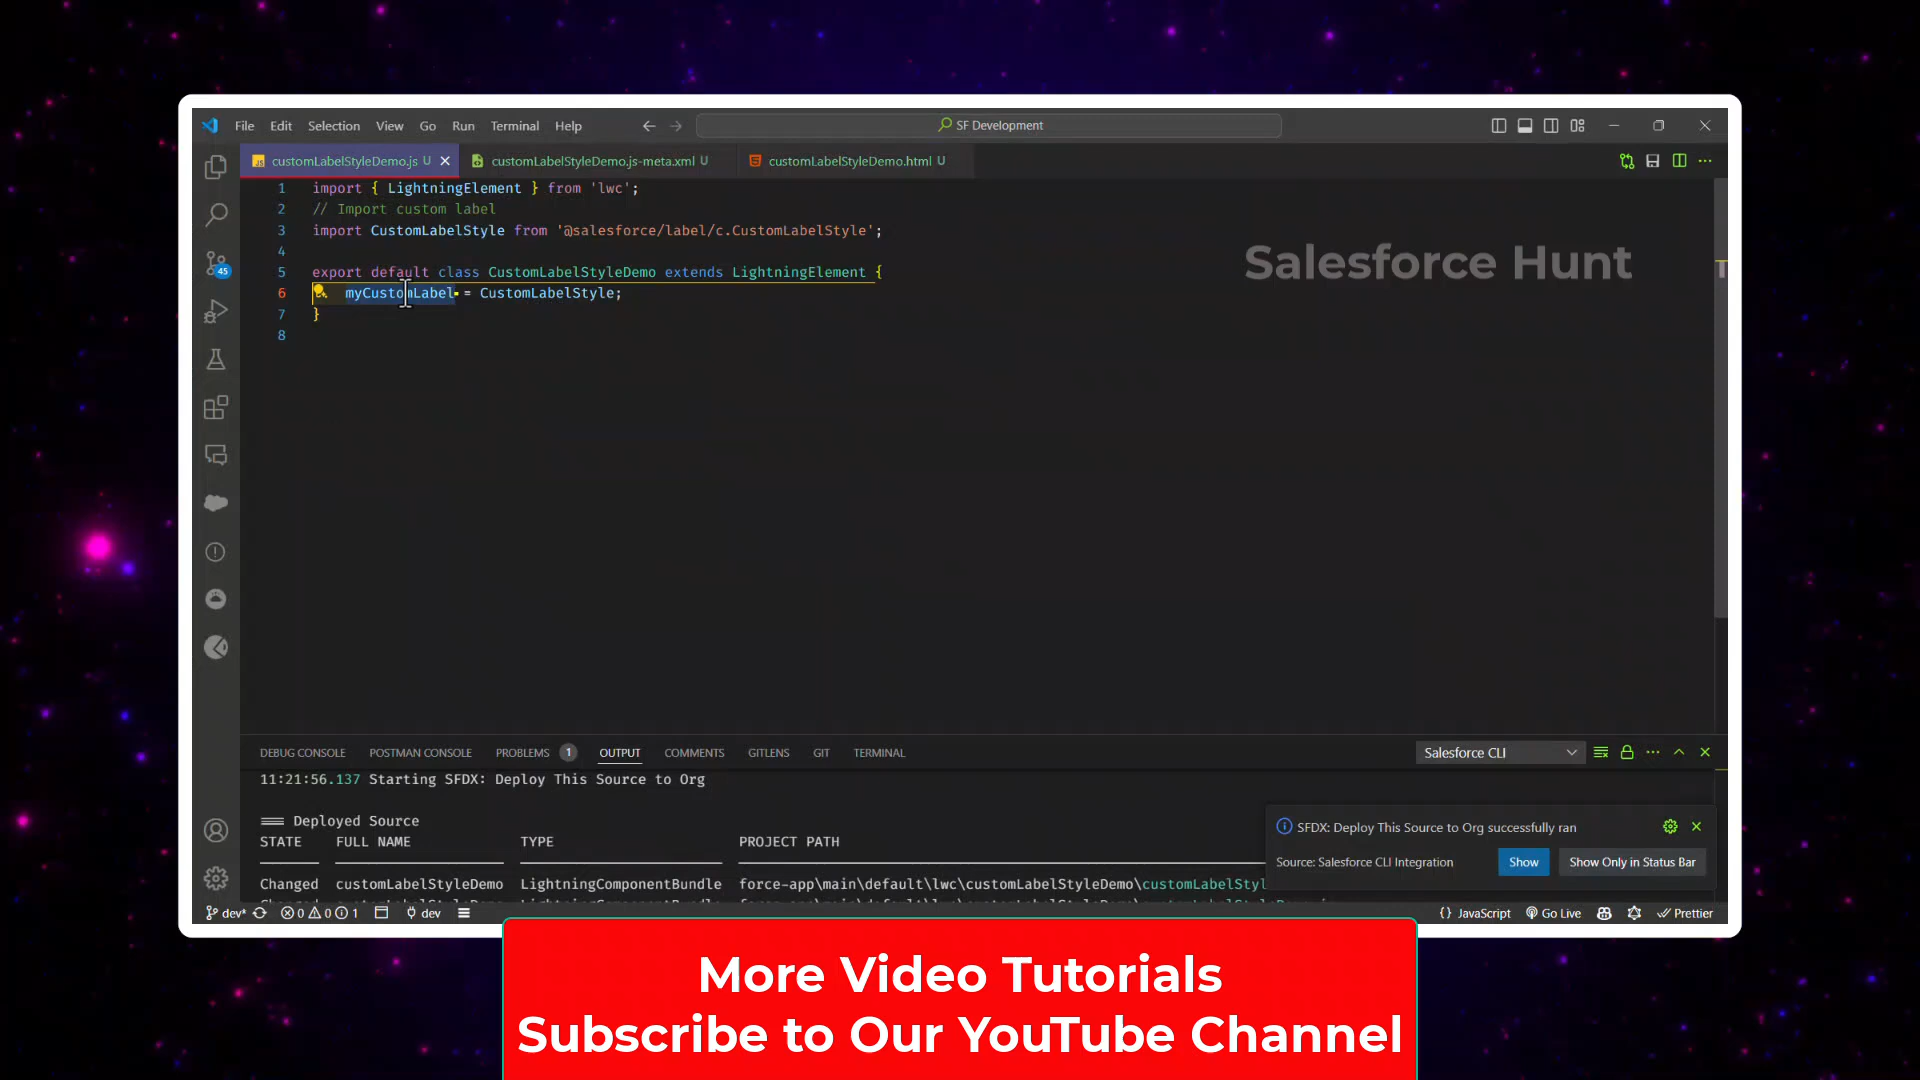 File Edit Selection View Go Run Terminal Help
SF Development
customLabelStyleDemo.js U
customLabelStyleDemo.js-meta.xml U
customLabelStyleDemo.html U
1 import { LightningElement } from 'lwc';
2 // Import custom label
3 import CustomLabelStyle from '@salesforce/label/c.CustomLabelStyle';
4
5 export default class CustomLabelStyleDemo extends LightningElement {
6 myCustomLabel = CustomLabelStyle;
7 }
8
Salesforce Hunt
45
DEBUG CONSOLE POSTMAN CONSOLE PROBLEMS 1 OUTPUT COMMENTS GITLENS GIT TERMINAL
Salesforce CLI
11:21:56.137 Starting SFDX: Deploy This Source to Org
=== Deployed Source
STATE FULL NAME TYPE PROJECT PATH
Changed customLabelStyleDemo LightningComponentBundle force-app\main\default\lwc\customLabelStyleDemo\customLabelStyl
SFDX: Deploy This Source to Org successfully ran
Source: Salesforce CLI Integration
Show
Show Only in Status Bar
dev* 0 0 1 dev
JavaScript Go Live Prettier
More Video Tutorials
Subscribe to Our YouTube Channel